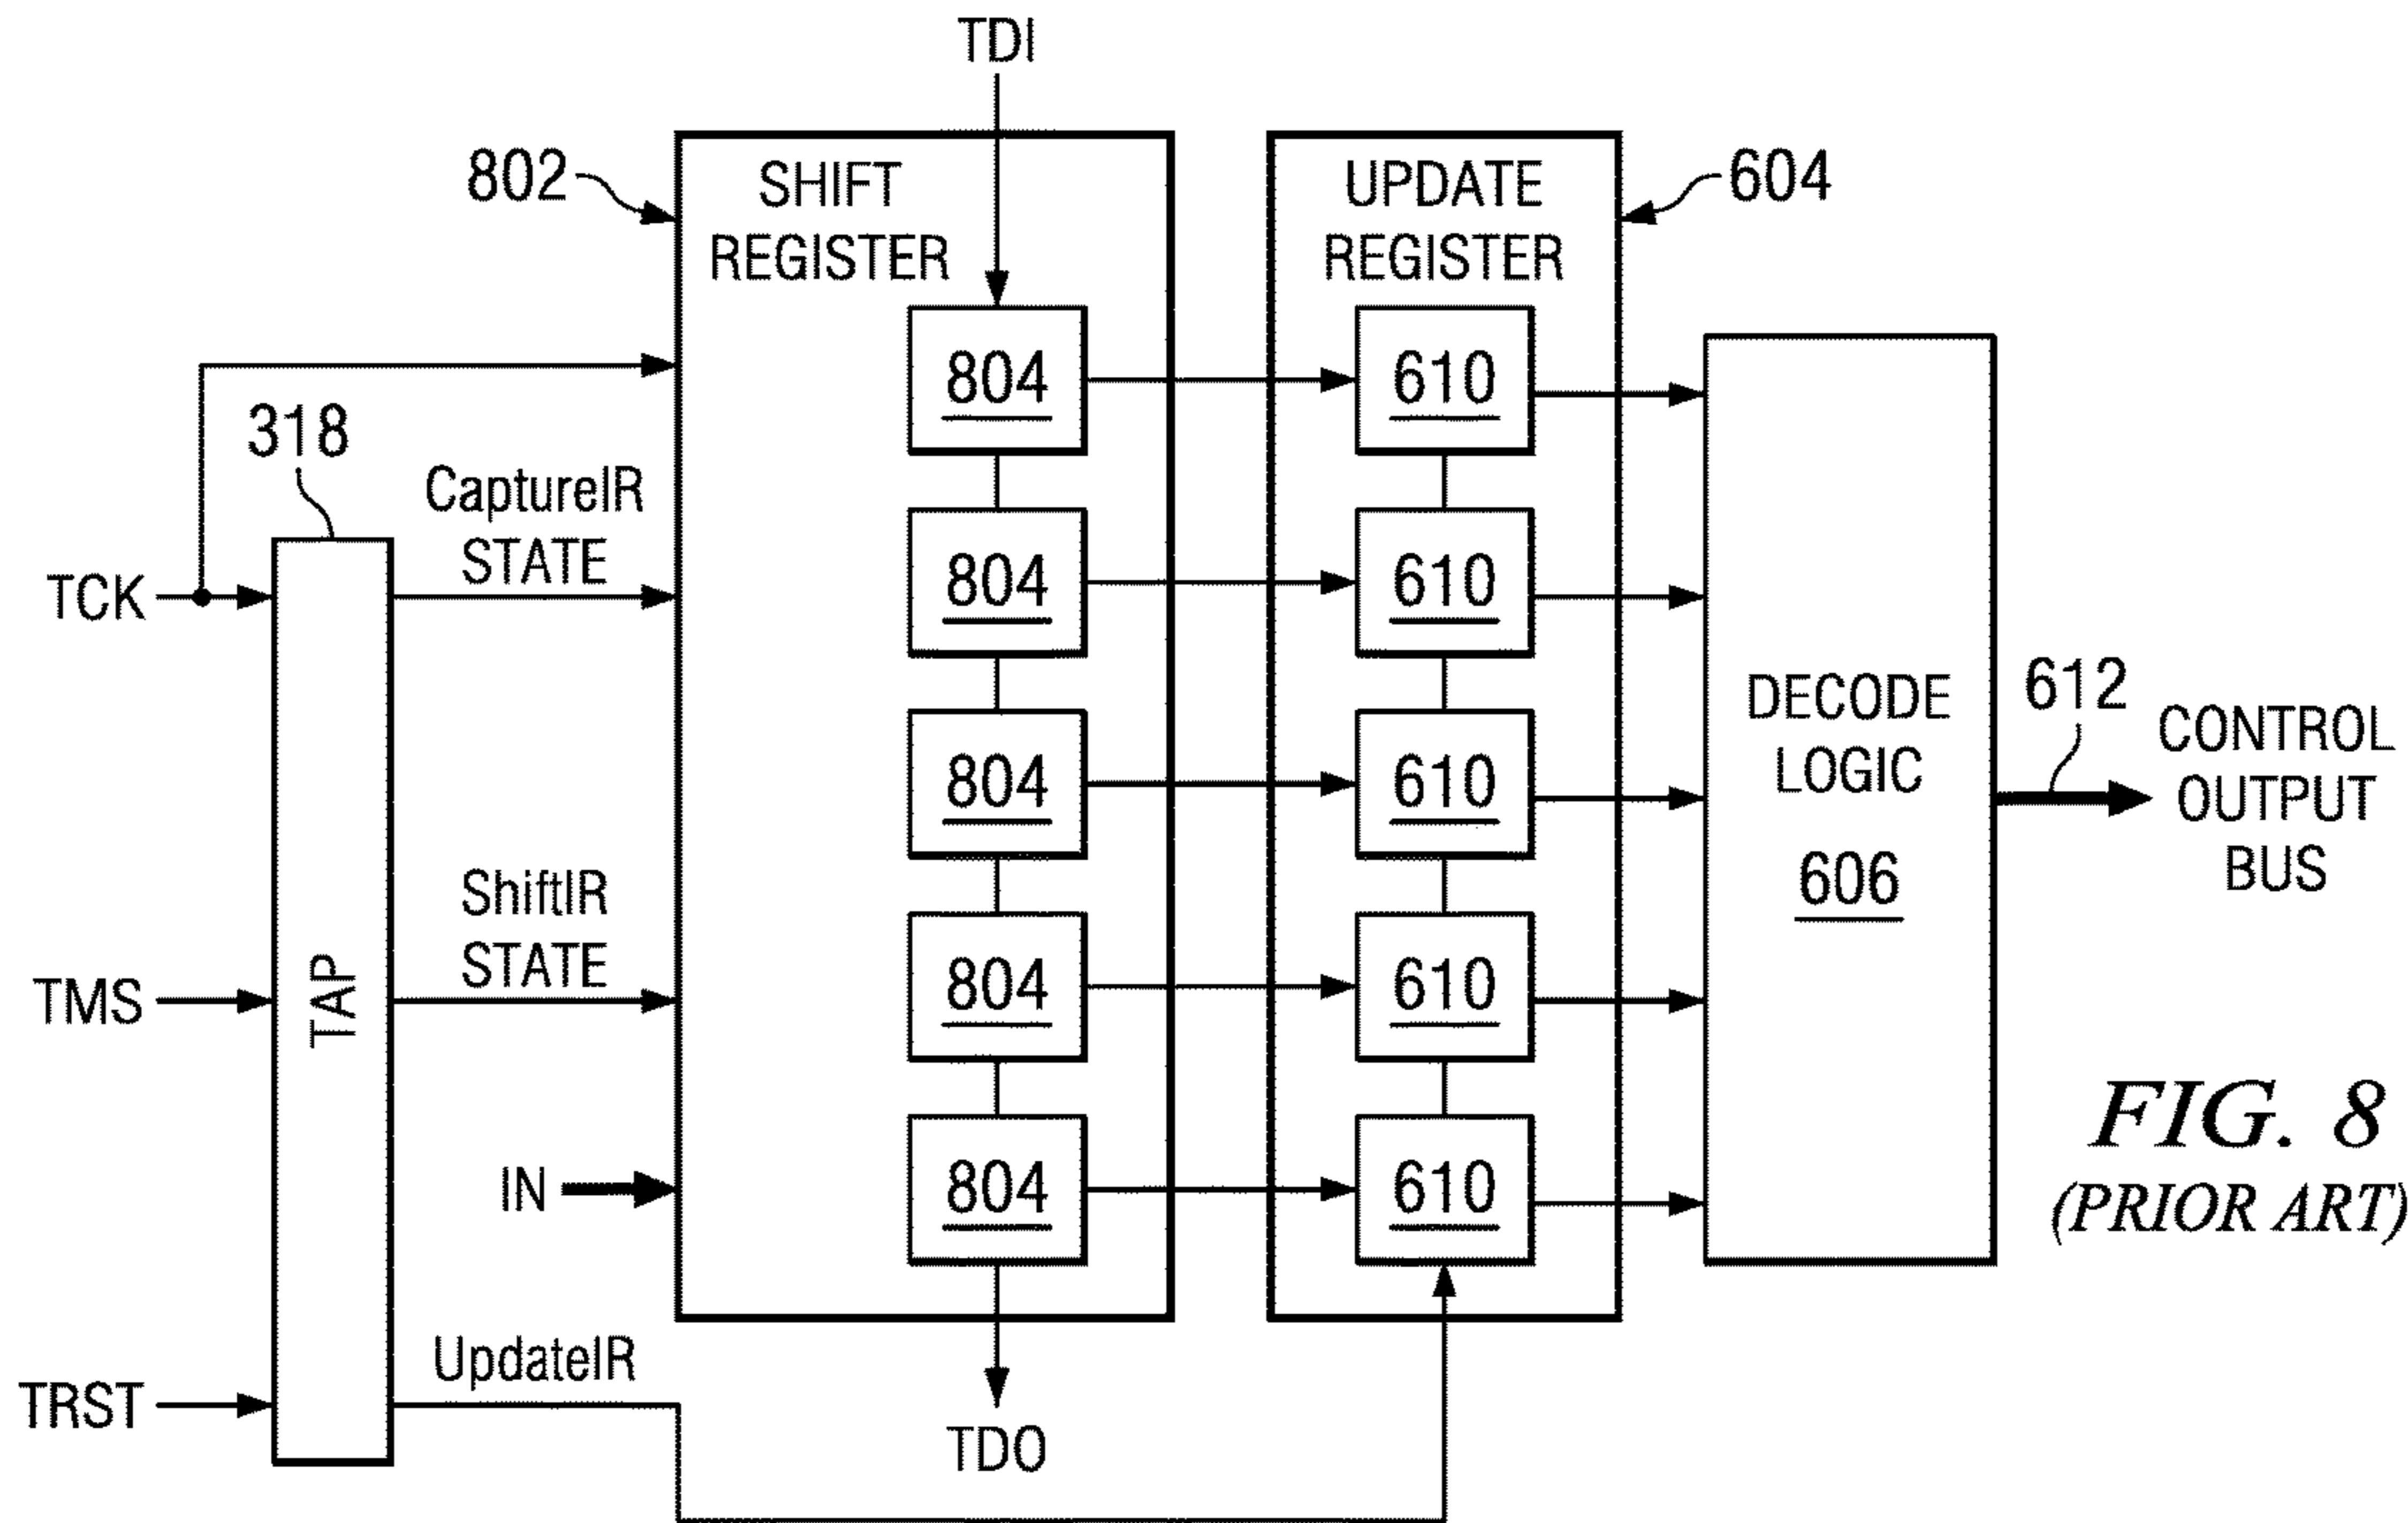 TDI
802
SHIFT
REGISTER
UPDATE
REGISTER
604
804
610
318
CaptureIR
STATE
TCK
804
610
804
610
DECODE
LOGIC
606
612
CONTROL
OUTPUT
BUS
ShiftIR
STATE
TMS
TAP
804
610
IN
804
610
UpdateIR
TRST
TDO
FIG. 8
(PRIOR ART)